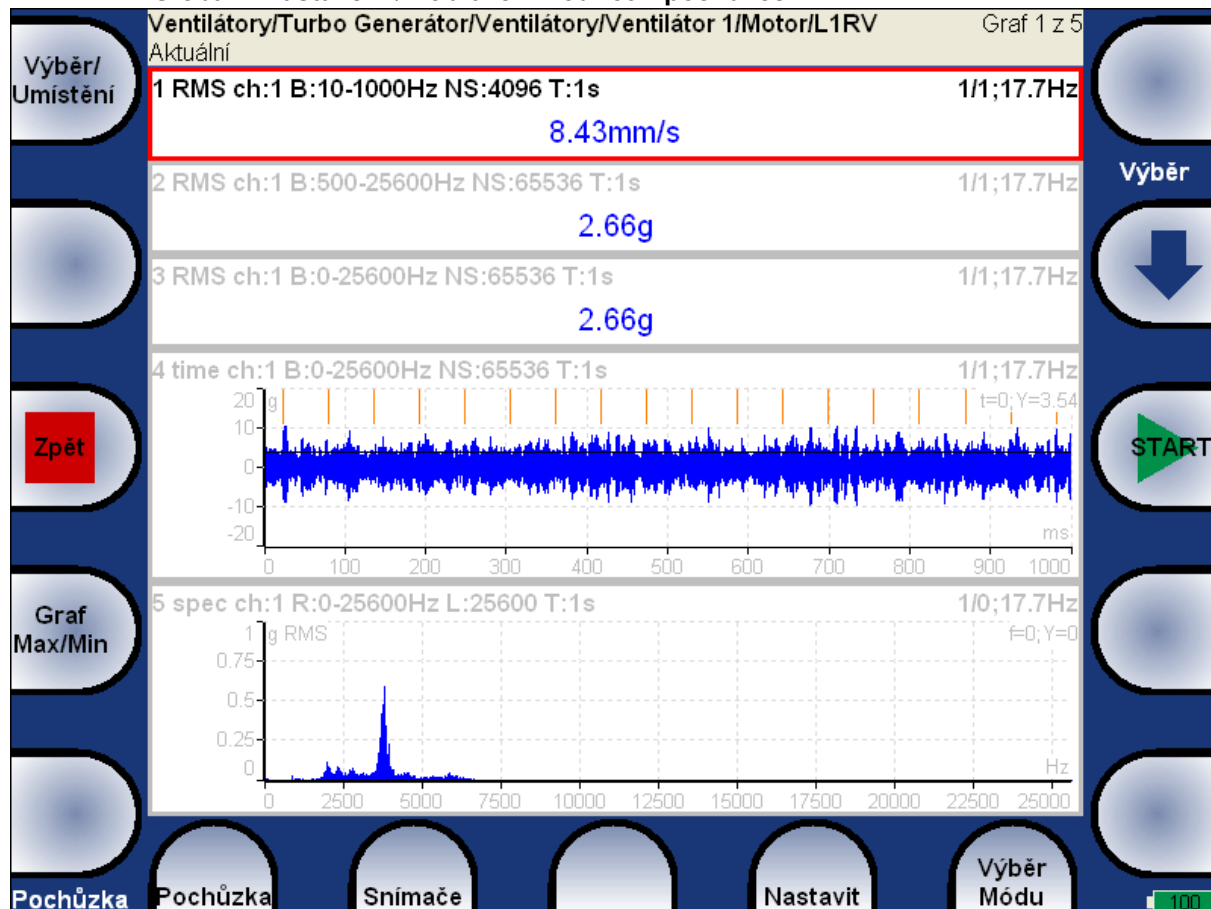 Ventilátory/Turbo Generátor/Ventilátory/Ventilátor 1/Motor/L1RV Graf 1 z 5
Aktuální
Výběr/
Umístění
1 RMS ch:1 B:10-1000Hz NS:4096 T:1s 1/1;17.7Hz
8.43mm/s
Výběr
2 RMS ch:1 B:500-25600Hz NS:65536 T:1s 1/1;17.7Hz
2.66g
3 RMS ch:1 B:0-25600Hz NS:65536 T:1s 1/1;17.7Hz
2.66g
4 time ch:1 B:0-25600Hz NS:65536 T:1s 1/1;17.7Hz
20 g t=0;Y=3.54
10
0
-10
-20 ms
0 100 200 300 400 500 600 700 800 900 1000
Zpět
START
Graf
Max/Min
5 spec ch:1 R:0-25600Hz L:25600 T:1s 1/0;17.7Hz
1 g RMS f=0;Y=0
0.75
0.5
0.25
0 Hz
0 2500 5000 7500 10000 12500 15000 17500 20000 22500 25000
Pochůzka
Pochůzka
Snímače
Nastavit
Výběr
Módu
100